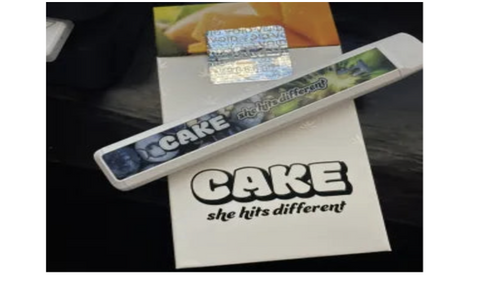 CAKE
she hits different
CAKE
she hits different